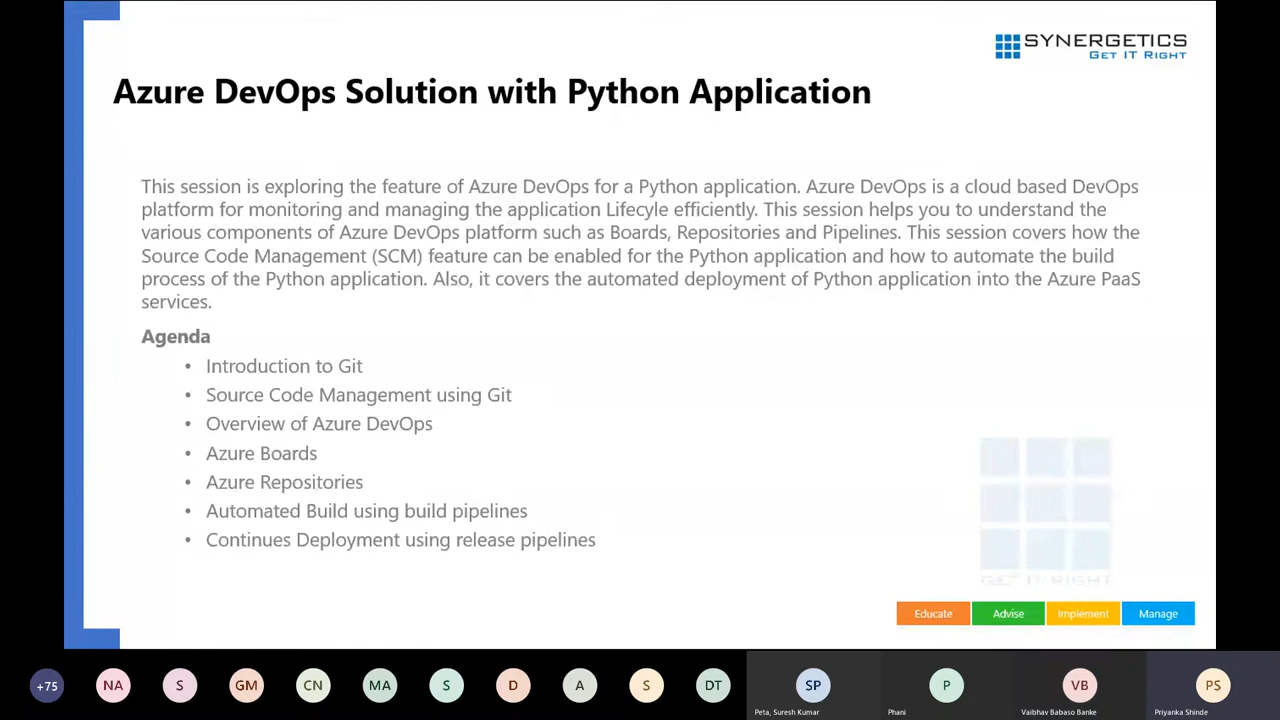 SYNERGETICS
GET IT RIGHT
Azure DevOps Solution with Python Application
This session is exploring the feature of Azure DevOps for a Python application. Azure DevOps is a cloud based DevOps
platform for monitoring and managing the application Lifecyle efficiently. This session helps you to understand the
various components of Azure DevOps platform such as Boards, Repositories and Pipelines. This session covers how the
Source Code Management (SCM) feature can be enabled for the Python application and how to automate the build
process of the Python application. Also, it covers the automated deployment of Python application into the Azure PaaS
services.
Agenda
• Introduction to Git
• Source Code Management using Git
• Overview of Azure DevOps
• Azure Boards
• Azure Repositories
• Automated Build using build pipelines
• Continues Deployment using release pipelines
GET IT RIGHT
Educate Advise Implement Manage
+75 NA S GM CN MA S D A S DT SP P VB PS
Peta, Suresh Kumar Phani Vaibhav Babaso Banke Priyanka Shinde